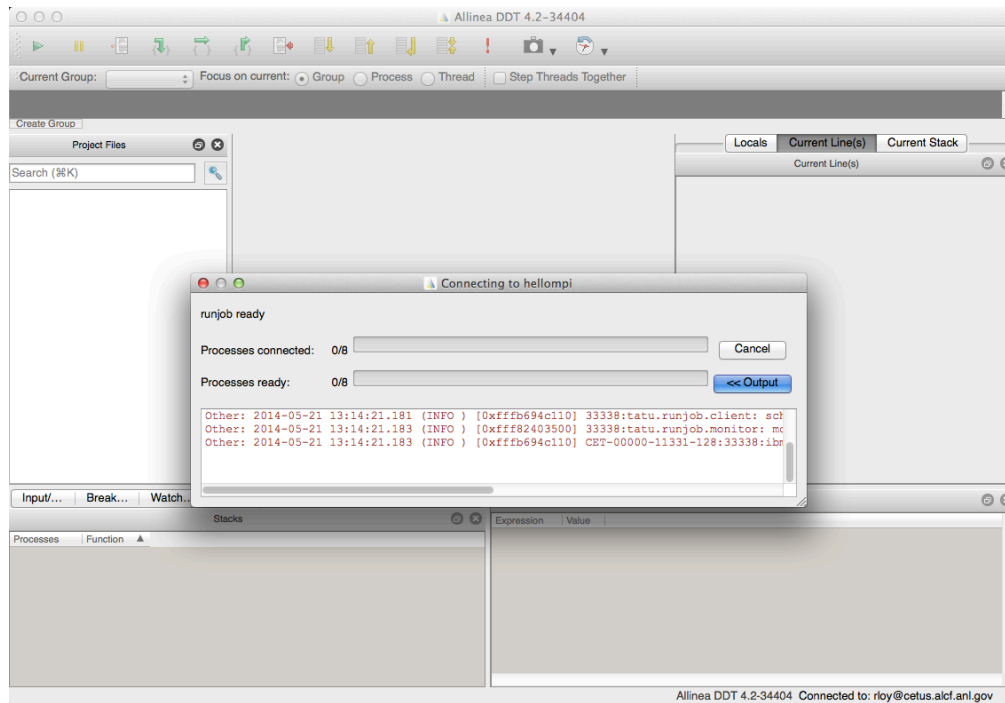 Allinea DDT 4.2-34404
Current Group:
Focus on current: Group Process Thread Step Threads Together
Create Group
Project Files
Locals Current Line(s) Current Stack
Search (⌘K)
Current Line(s)
Connecting to hellompi
runjob ready
Processes connected: 0/8
Cancel
Processes ready: 0/8
<< Output
Other: 2014-05-21 13:14:21.181 (INFO ) [0xfffb694c110] 33338:tatu.runjob.client: sch
Other: 2014-05-21 13:14:21.183 (INFO ) [0xfff82403500] 33338:tatu.runjob.monitor: mo
Other: 2014-05-21 13:14:21.183 (INFO ) [0xfffb694c110] CET-00000-11331-128:33338:ibm
Input/... Break... Watch..
Stacks
Expression Value
Processes Function
Allinea DDT 4.2-34404 Connected to: rloy@cetus.alcf.anl.gov